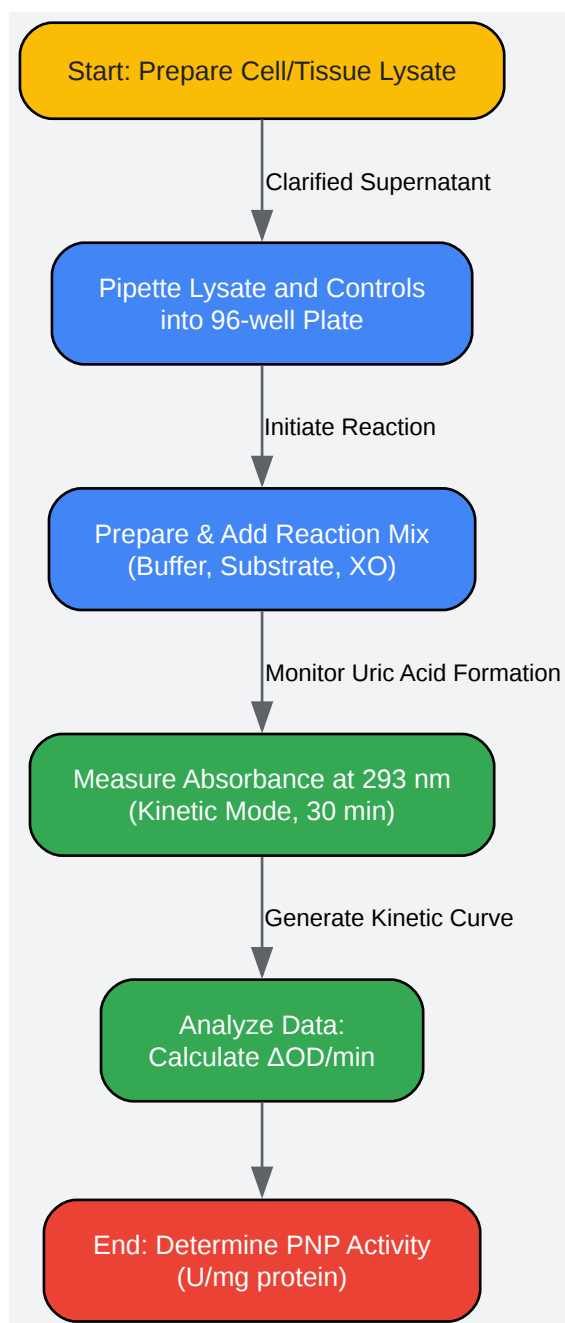 Start: Prepare Cell/Tissue Lysate
Clarified Supernatant
Pipette Lysate and Controls
into 96-well Plate
Initiate Reaction
Prepare & Add Reaction Mix
(Buffer, Substrate, XO)
Monitor Uric Acid Formation
Measure Absorbance at 293 nm
(Kinetic Mode, 30 min)
Generate Kinetic Curve
Analyze Data:
Calculate ΔOD/min
End: Determine PNP Activity
(U/mg protein)